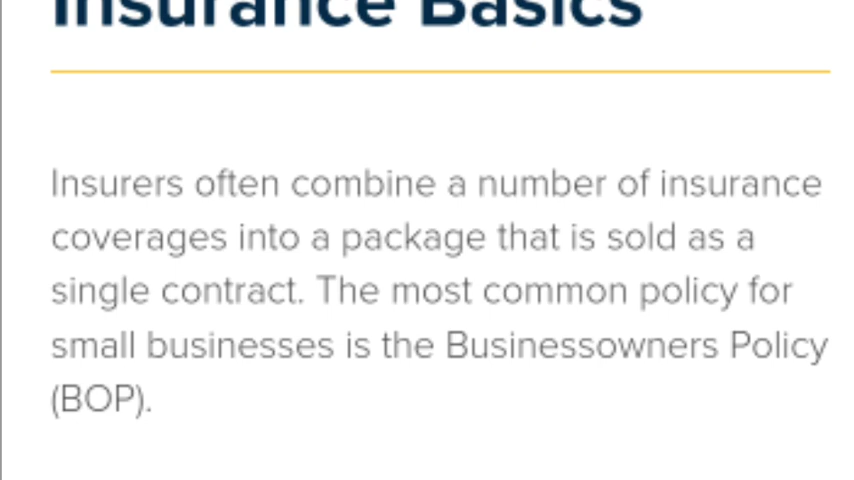 Insurance Basics
Insurers often combine a number of insurance
coverages into a package that is sold as a
single contract. The most common policy for
small businesses is the Businessowners Policy
(BOP).